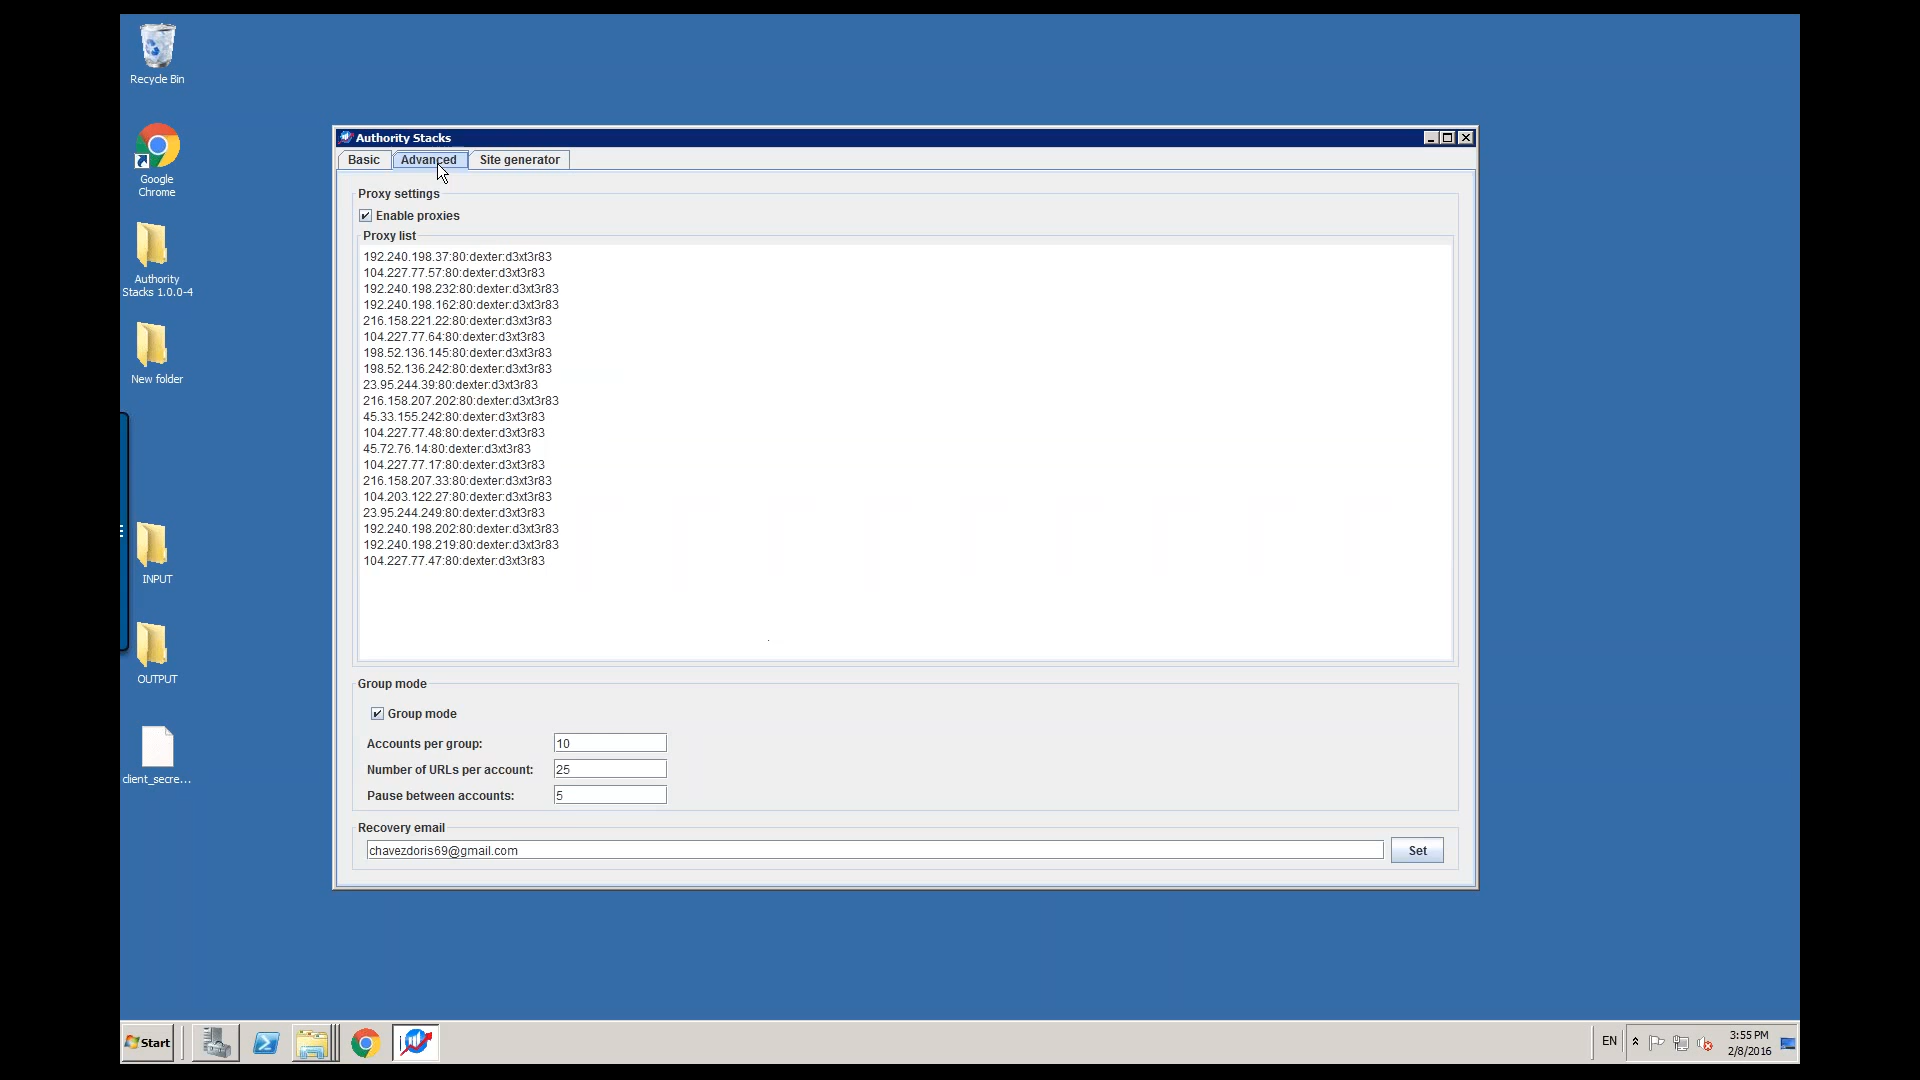 Recycle Bin
Google
Chrome
Authority
Stacks 1.0.0-4
New folder
INPUT
OUTPUT
client_secre...
Authority Stacks
Basic
Advanced
Site generator
Proxy settings
Enable proxies
Proxy list
192.240.198.37:80:dexter:d3xt3r83
104.227.77.57:80:dexter:d3xt3r83
192.240.198.232:80:dexter:d3xt3r83
192.240.198.162:80:dexter:d3xt3r83
216.158.221.22:80:dexter:d3xt3r83
104.227.77.64:80:dexter:d3xt3r83
198.52.136.145:80:dexter:d3xt3r83
198.52.136.242:80:dexter:d3xt3r83
23.95.244.39:80:dexter:d3xt3r83
216.158.207.202:80:dexter:d3xt3r83
45.33.155.242:80:dexter:d3xt3r83
104.227.77.48:80:dexter:d3xt3r83
45.72.76.14:80:dexter:d3xt3r83
104.227.77.17:80:dexter:d3xt3r83
216.158.207.33:80:dexter:d3xt3r83
104.203.122.27:80:dexter:d3xt3r83
23.95.244.249:80:dexter:d3xt3r83
192.240.198.202:80:dexter:d3xt3r83
192.240.198.219:80:dexter:d3xt3r83
104.227.77.47:80:dexter:d3xt3r83
Group mode
Group mode
Accounts per group: 10
Number of URLs per account: 25
Pause between accounts: 5
Recovery email
chavezdoris69@gmail.com
Set
Start
EN
3:55 PM
2/8/2016